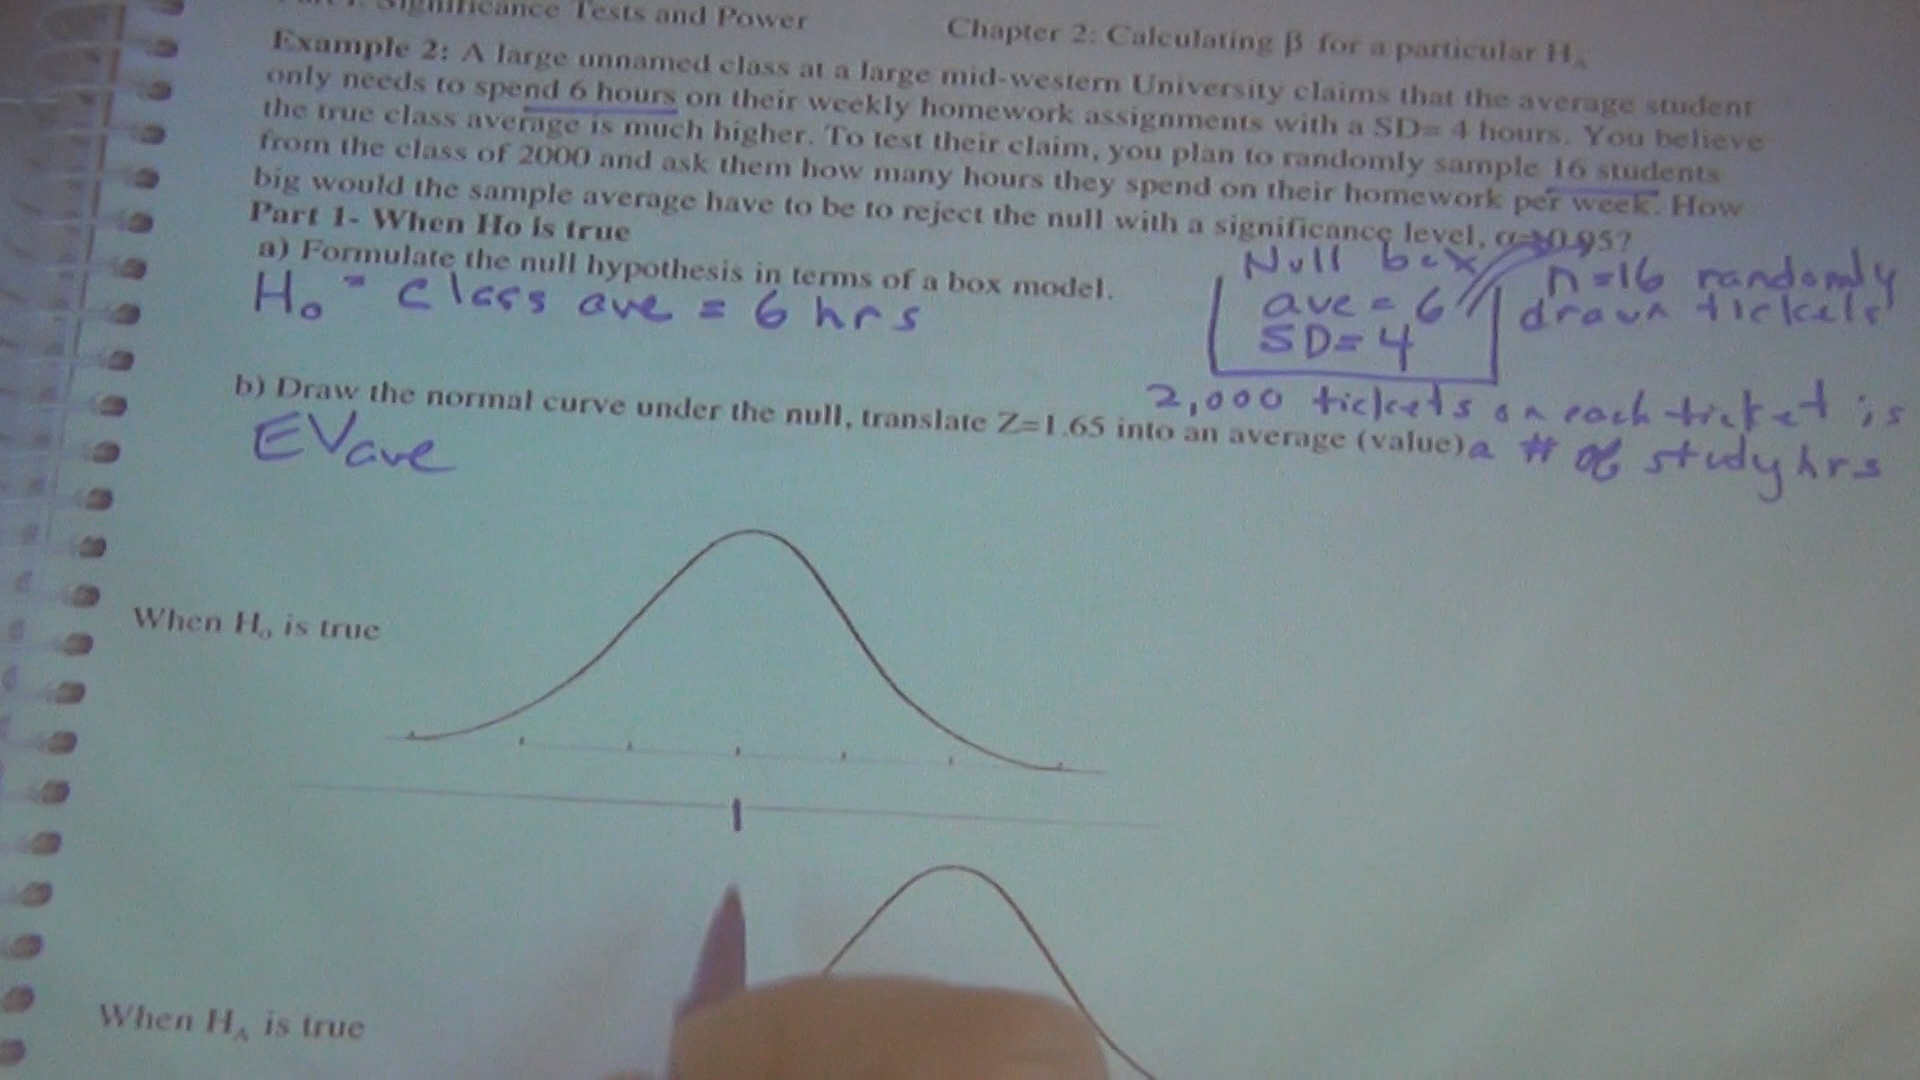 Significance Tests and Power
Chapter 2: Calculating β for a particular H_A
Example 2: A large unnamed class at a large mid-western University claims that the average student
only needs to spend 6 hours on their weekly homework assignments with a SD= 4 hours. You believe
the true class average is much higher. To test their claim, you plan to randomly sample 16 students
from the class of 2000 and ask them how many hours they spend on their homework per week. How
big would the sample average have to be to reject the null with a significance level,
Part 1- When Ho is true
a) Formulate the null hypothesis in terms of a box model.
H₀ - class ave = 6 hrs
Null box
ave = 6
SD = 4
n=16 randomly
drawn tickets
2,000 tickets on each ticket is
a # of study hrs
b) Draw the normal curve under the null, translate Z=1.65 into an average (value)
EVave
When H₀ is true
When H_A is true